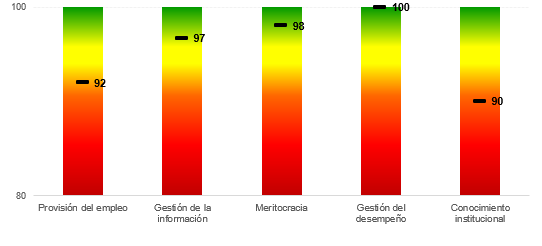 100
100
98
97
92
90
80
Provisión del empleo
Gestión de la
información
Meritocracia
Gestión del
desempeño
Conocimiento
institucional